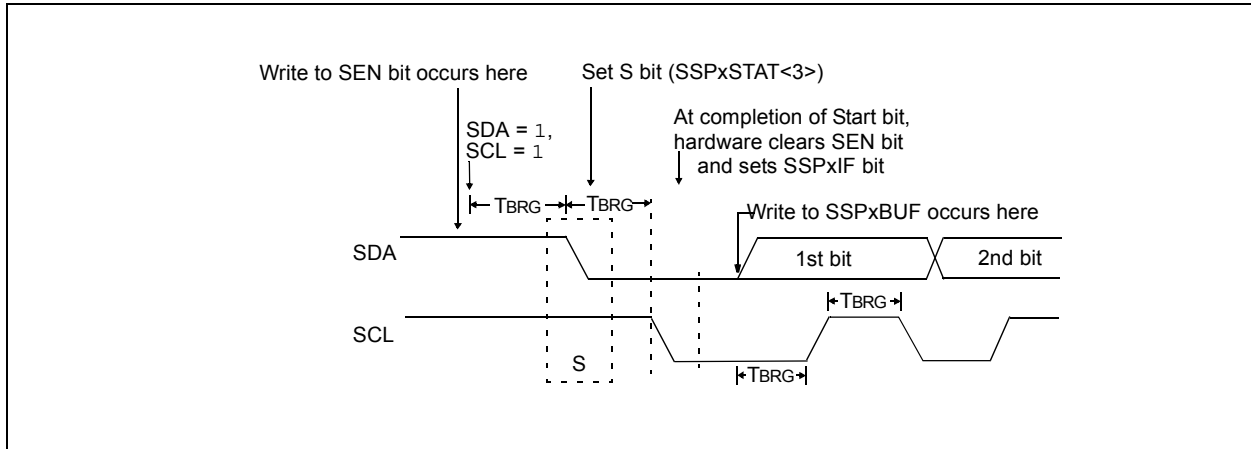 Write to SEN bit occurs here
Set S bit (SSPxSTAT<3>)
SDA = 1,
SCL = 1
At completion of Start bit,
hardware clears SEN bit
and sets SSPxIF bit
TBRG
TBRG
Write to SSPxBUF occurs here
SDA
1st bit
2nd bit
TBRG
SCL
S
TBRG